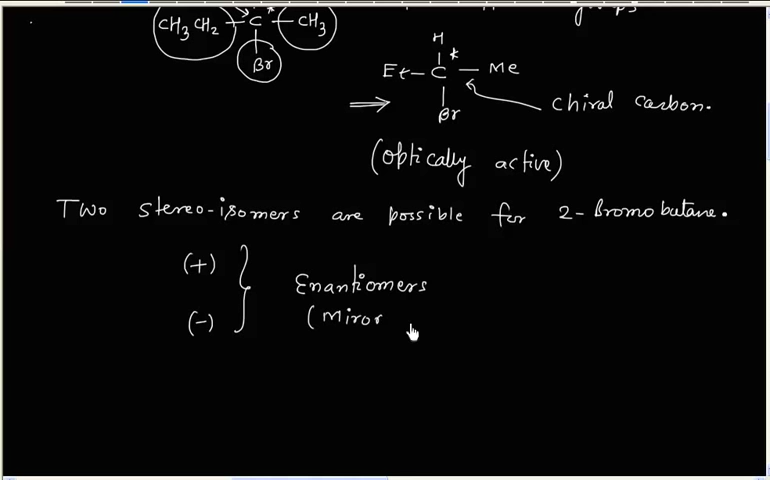 groups
CH3 CH2 — C * — CH3
Br
H
Et — C * — Me
Br
⟹
chiral carbon.
(optically active)
Two stereo-isomers are possible for 2-Bromobutane.
(+)
Enantiomers
(-)
(Miror